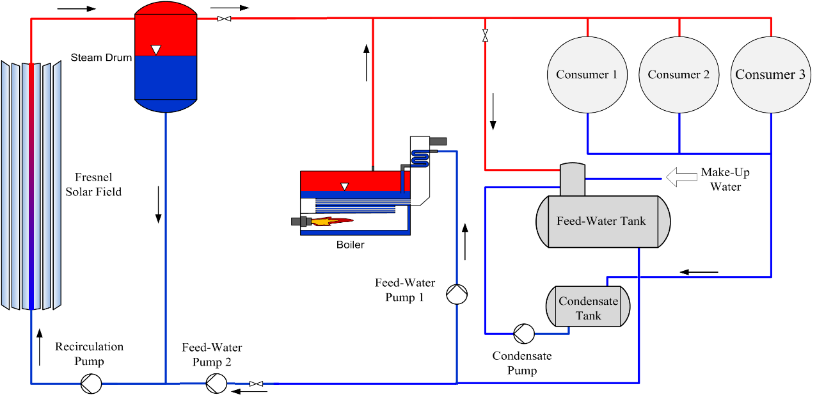 Steam Drum
Consumer 1
Consumer 2
Consumer 3
Fresnel
Solar Field
Make-Up
Water
Feed-Water Tank
Boiler
Feed-Water
Pump 1
Condensate
Tank
Recirculation
Pump
Feed-Water
Pump 2
Condensate
Pump